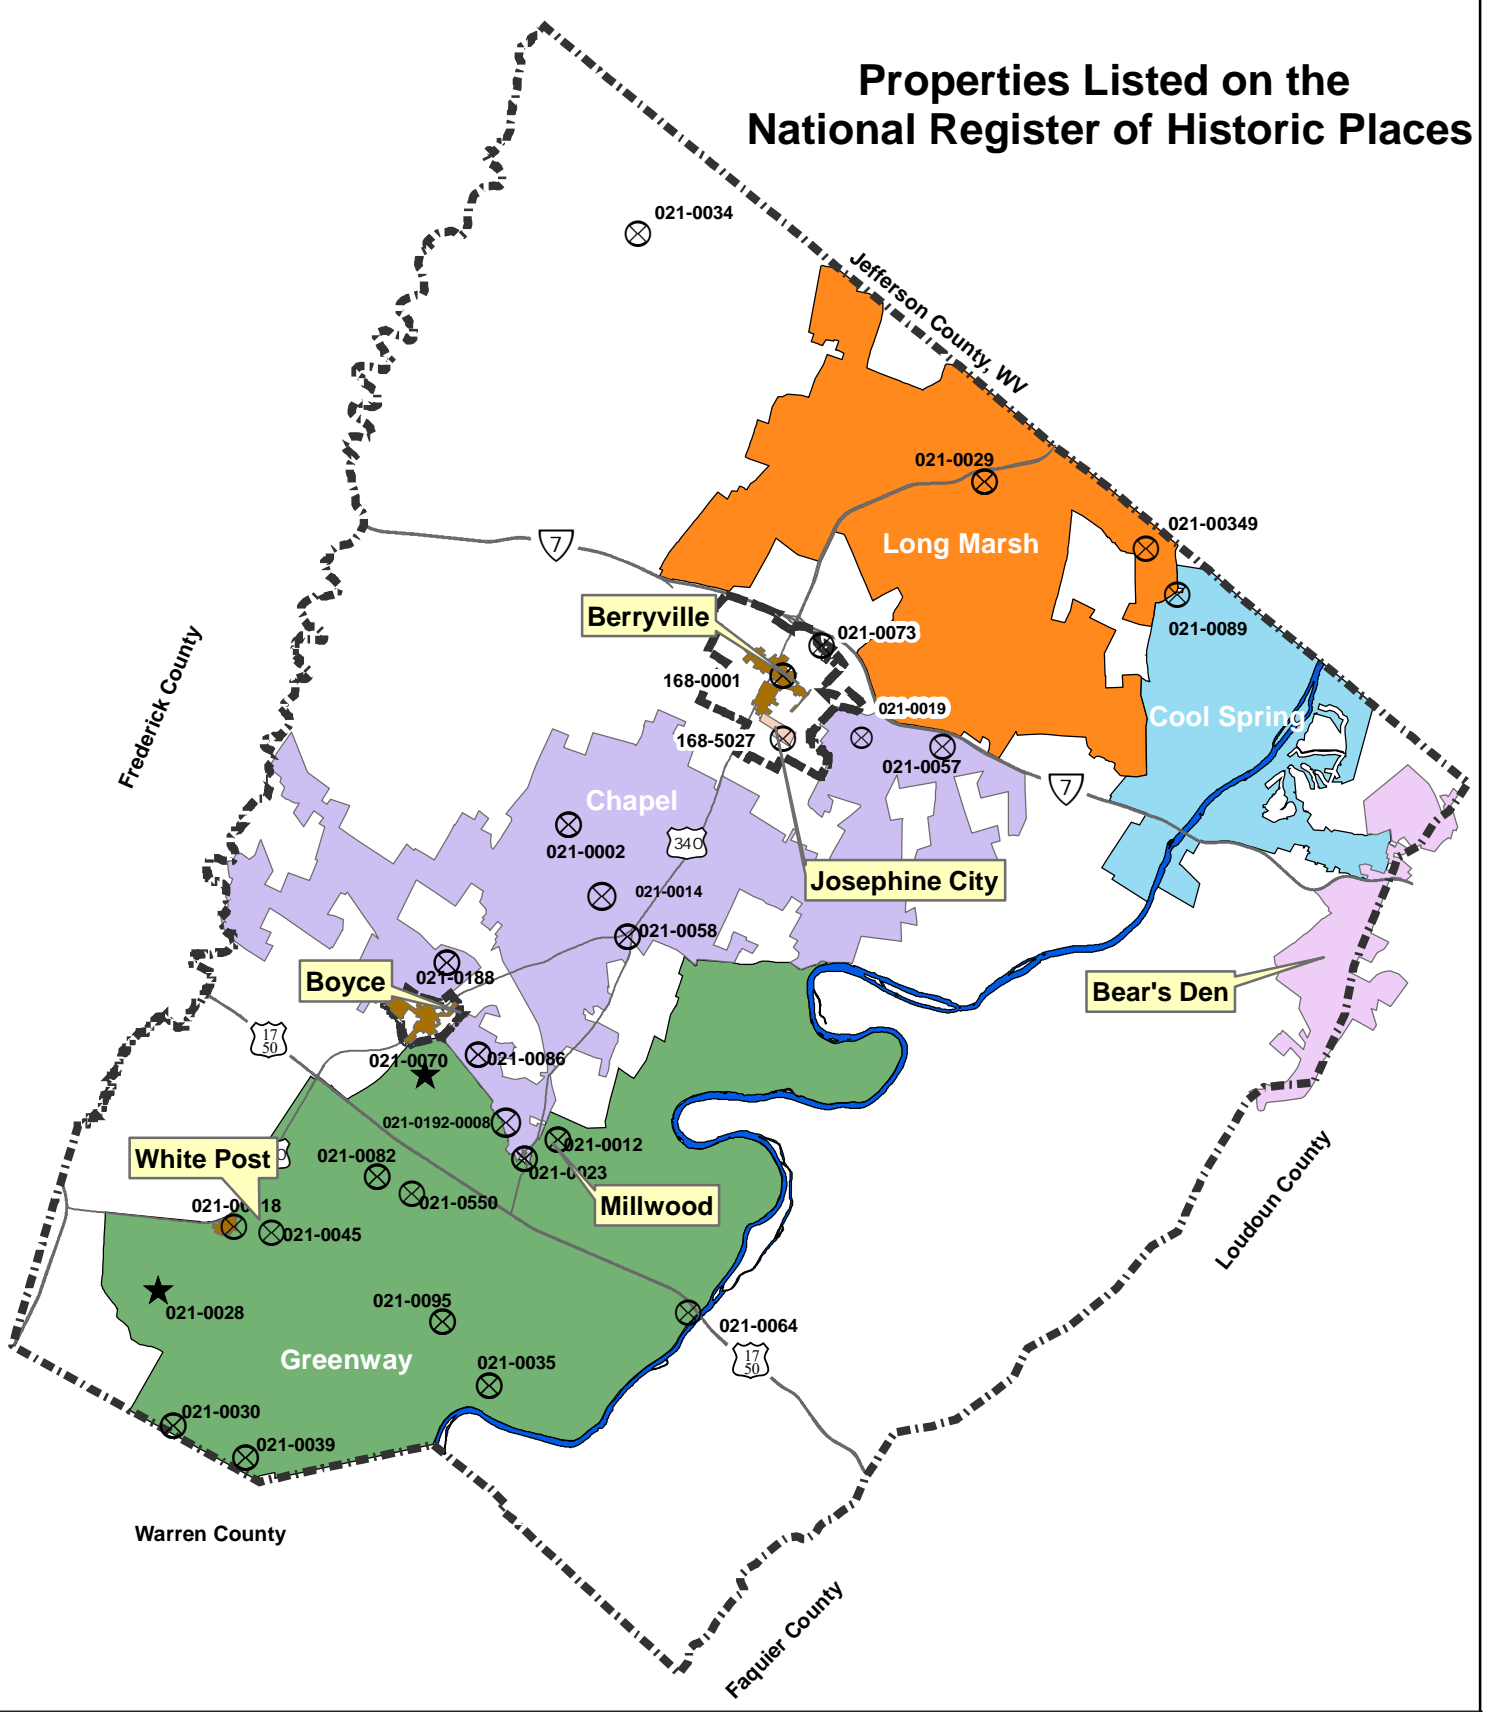 Properties Listed on the
National Register of Historic Places
021-0034
Jefferson County, WV
021-0029
021-00349
7
Long Marsh
Berryville
021-0073
021-0089
Frederick County
168-0001
021-0019
Cool Spring
168-5027
021-0057
7
Chapel
340
021-0002
Josephine City
021-0014
021-0058
021-0188
Boyce
Bear's Den
17
50
021-0070
021-0086
021-0192-0008
021-0012
White Post
021-0082
021-0023
Millwood
021-0550
021-0045
Loudoun County
021-0028
021-0095
021-0064
Greenway
17
50
021-0035
021-0030
021-0039
Warren County
Faquier County